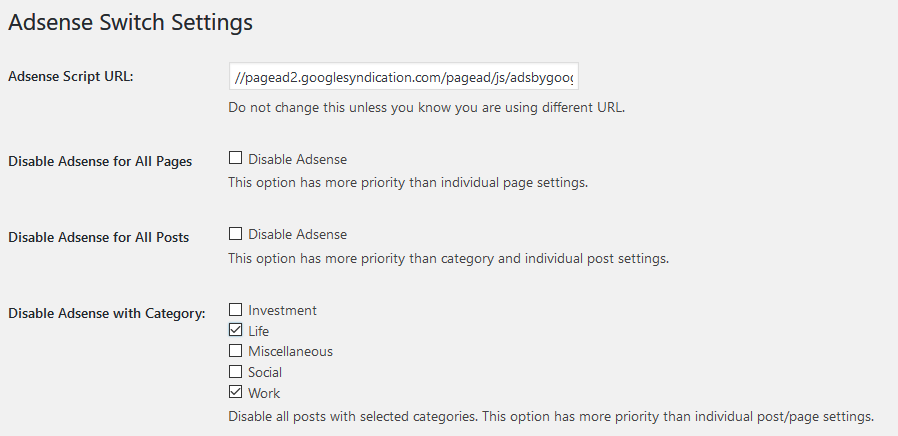 Adsense Switch Settings
Adsense Script URL:
//pagead2.googlesyndication.com/pagead/js/adsbygoog
Do not change this unless you know you are using different URL.
Disable Adsense for All Pages
Disable Adsense
This option has more priority than individual page settings.
Disable Adsense for All Posts
Disable Adsense
This option has more priority than category and individual post settings.
Disable Adsense with Category:
Investment
Life
Miscellaneous
Social
Work
Disable all posts with selected categories. This option has more priority than individual post/page settings.